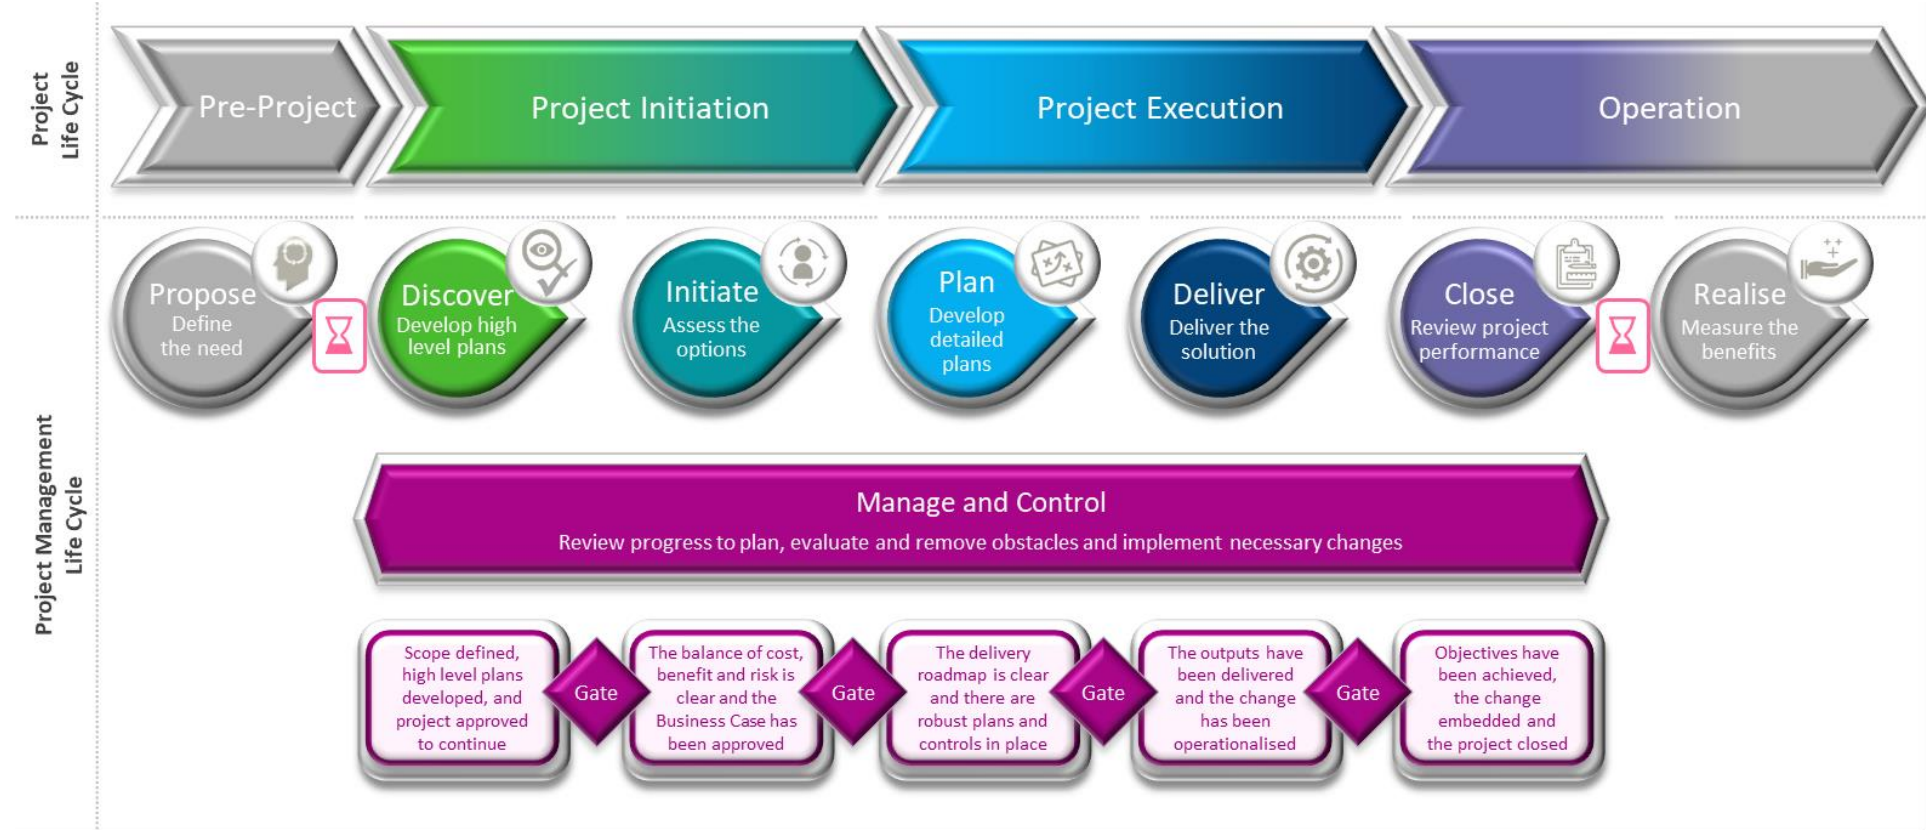 Project
Life Cycle
Pre-Project
Project Initiation
Project Execution
Operation
Project Management
Life Cycle
Propose
Define
the need
Discover
Develop high
level plans
Initiate
Assess the
options
Plan
Develop
detailed
plans
Deliver
Deliver the
solution
Close
Review project
performance
Realise
Measure the
benefits
Manage and Control
Review progress to plan, evaluate and remove obstacles and implement necessary changes
Scope defined,
high level plans
developed, and
project approved
to continue
Gate
The balance of cost,
benefit and risk is
clear and the
Business Case has
been approved
Gate
The delivery
roadmap is clear
and there are
robust plans and
controls in place
Gate
The outputs have
been delivered
and the change
has been
operationalised
Gate
Objectives have
been achieved,
the change
embedded and
the project closed